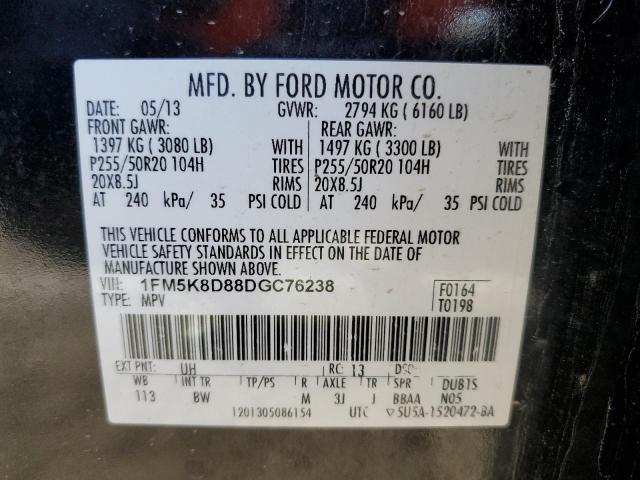 MFD. BY FORD MOTOR CO.
DATE: 05/13 GVWR: 2794 KG ( 6160 LB)
FRONT GAWR: REAR GAWR:
1397 KG ( 3080 LB) WITH 1497 KG ( 3300 LB) WITH
P255/50R20 104H TIRES P255/50R20 104H TIRES
20X8.5J RIMS 20X8.5J RIMS
AT 240 kPa/ 35 PSI COLD AT 240 kPa/ 35 PSI COLD
THIS VEHICLE CONFORMS TO ALL APPLICABLE FEDERAL MOTOR
VEHICLE SAFETY STANDARDS IN EFFECT ON THE DATE OF
MANUFACTURE SHOWN ABOVE.
VIN: 1FM5K8D88DGC76238 F0164
TYPE: MPV T0198
EXT PNT: UH RC: 13 DSO:
WB INT TR TP/PS R AXLE TR SPR DUB1S
113 BW M 3J J BBAA N05
1201305086154 UTC 5U5A-1520472-BA